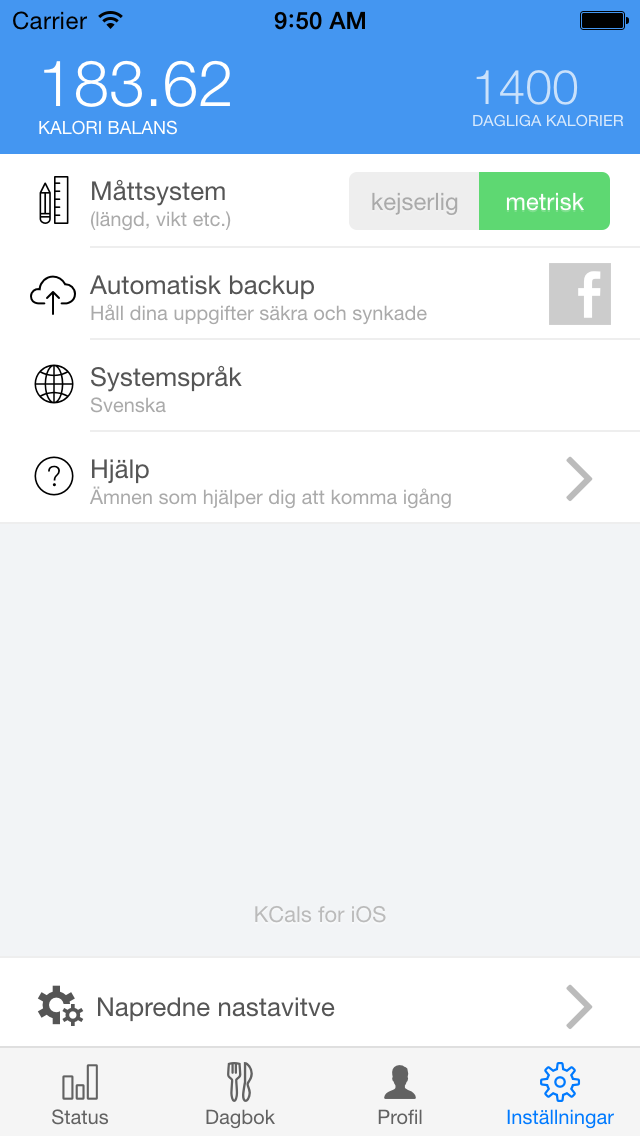 Carrier 9:50 AM
183.62
KALORI BALANS
1400
DAGLIGA KALORIER
Måttsystem
(längd, vikt etc.)
kejserlig metrisk
Automatisk backup
Håll dina uppgifter säkra och synkade
f
Systemspråk
Svenska
Hjälp
?
Ämnen som hjälper dig att komma igång
KCals for iOS
Napredne nastavitve
Status Dagbok Profil Inställningar